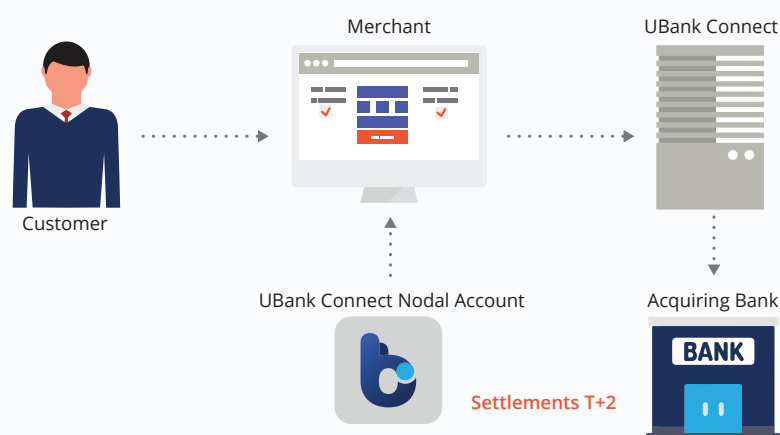 Merchant
UBank Connect
Customer
UBank Connect Nodal Account
Acquiring Bank
BANK
Settlements T+2